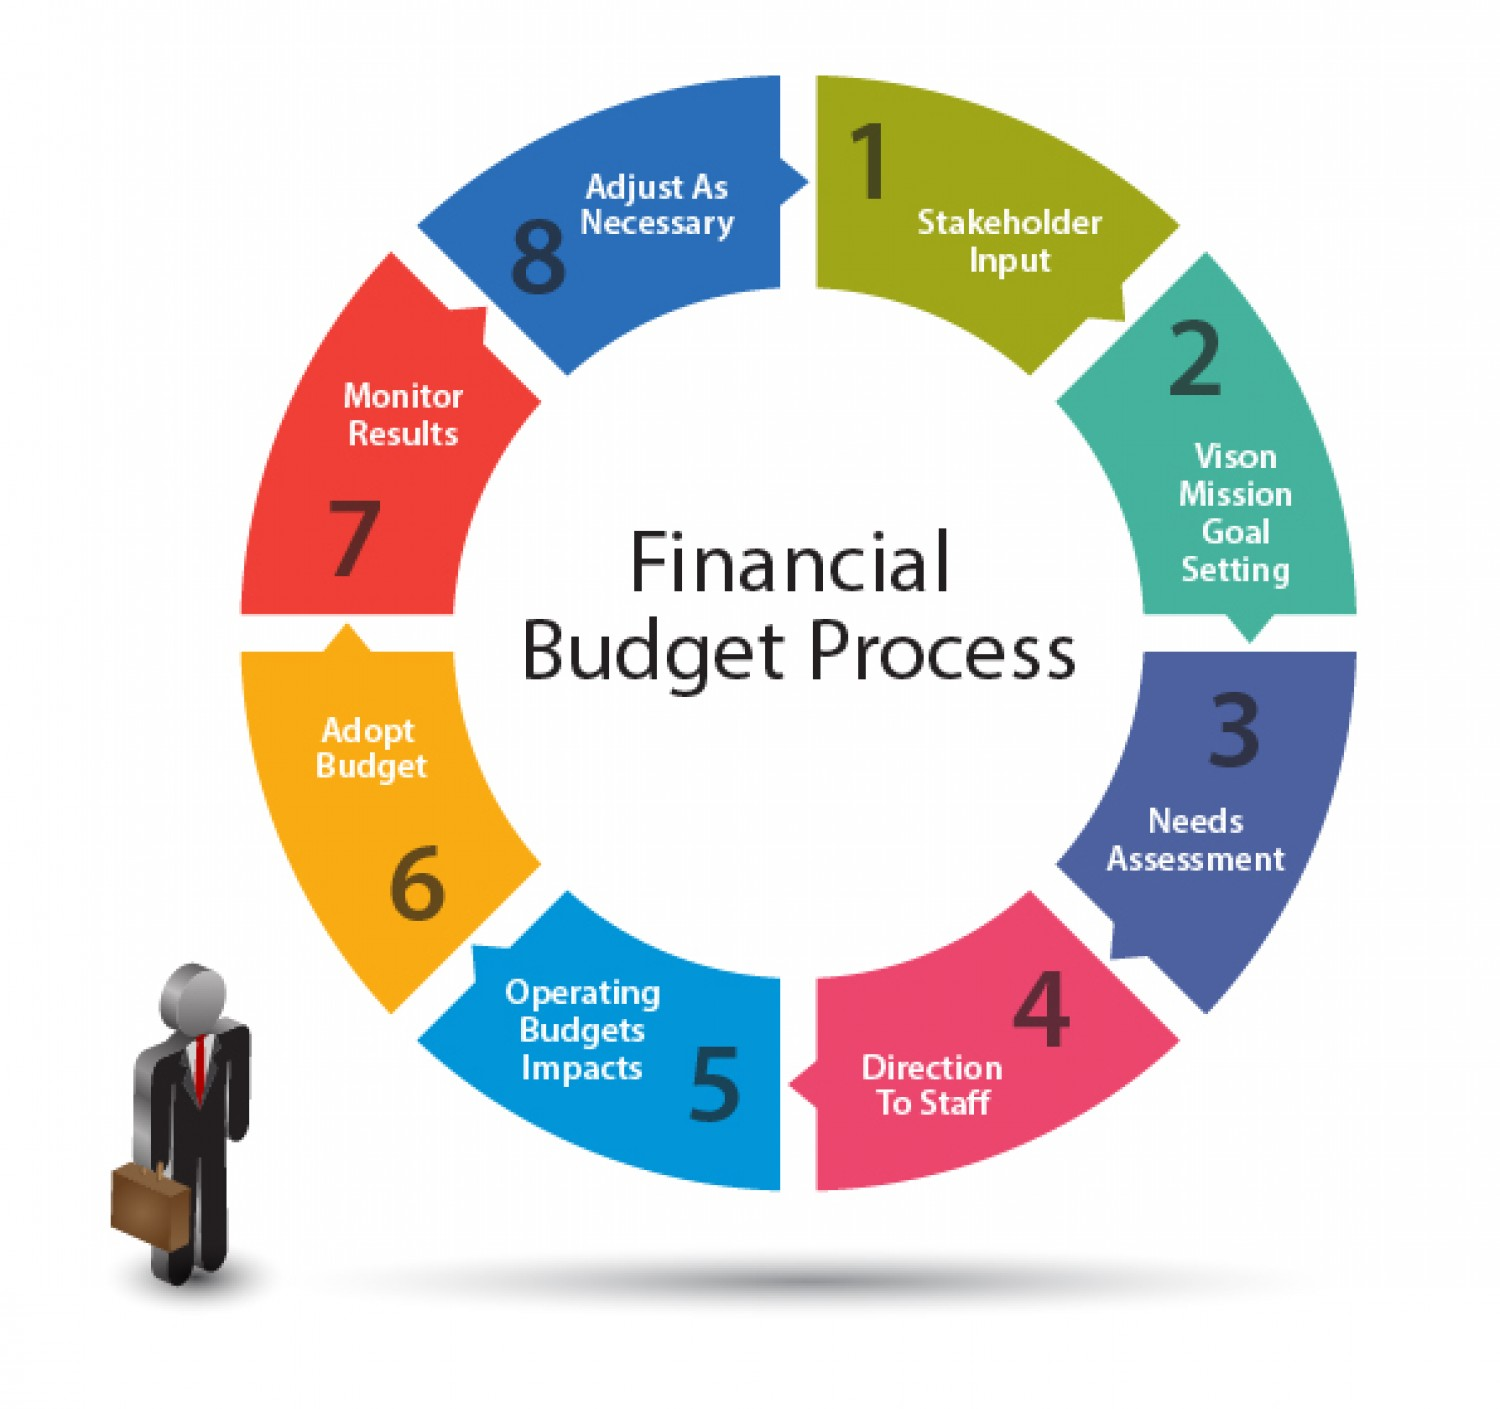 Financial
Budget Process
1
Stakeholder
Input
2
Vison
Mission
Goal
Setting
3
Needs
Assessment
4
Direction
To Staff
5
Operating
Budgets
Impacts
6
Adopt
Budget
7
Monitor
Results
8
Adjust As
Necessary